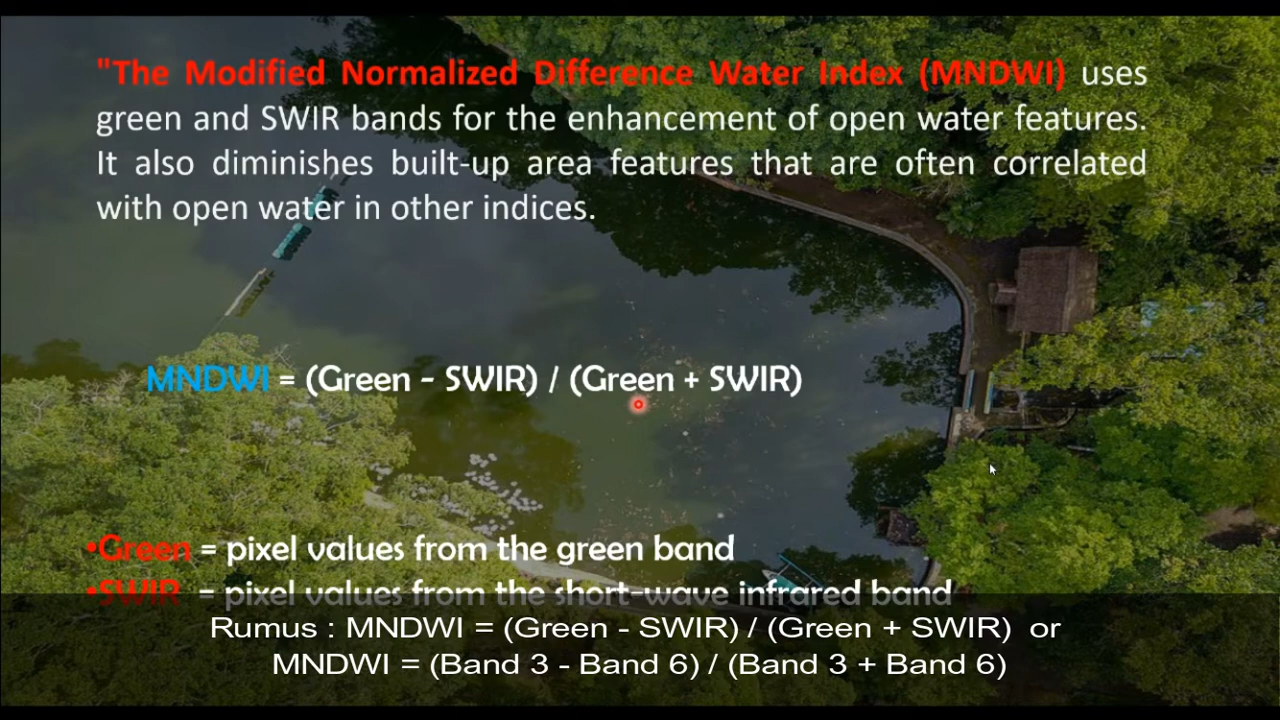 "The Modified Normalized Difference Water Index (MNDWI) uses
green and SWIR bands for the enhancement of open water features.
It also diminishes built-up area features that are often correlated
with open water in other indices.
MNDWI = (Green - SWIR) / (Green + SWIR)
•Green = pixel values from the green band
•SWIR = pixel values from the short-wave infrared band
Rumus : MNDWI = (Green - SWIR) / (Green + SWIR) or
MNDWI = (Band 3 - Band 6) / (Band 3 + Band 6)